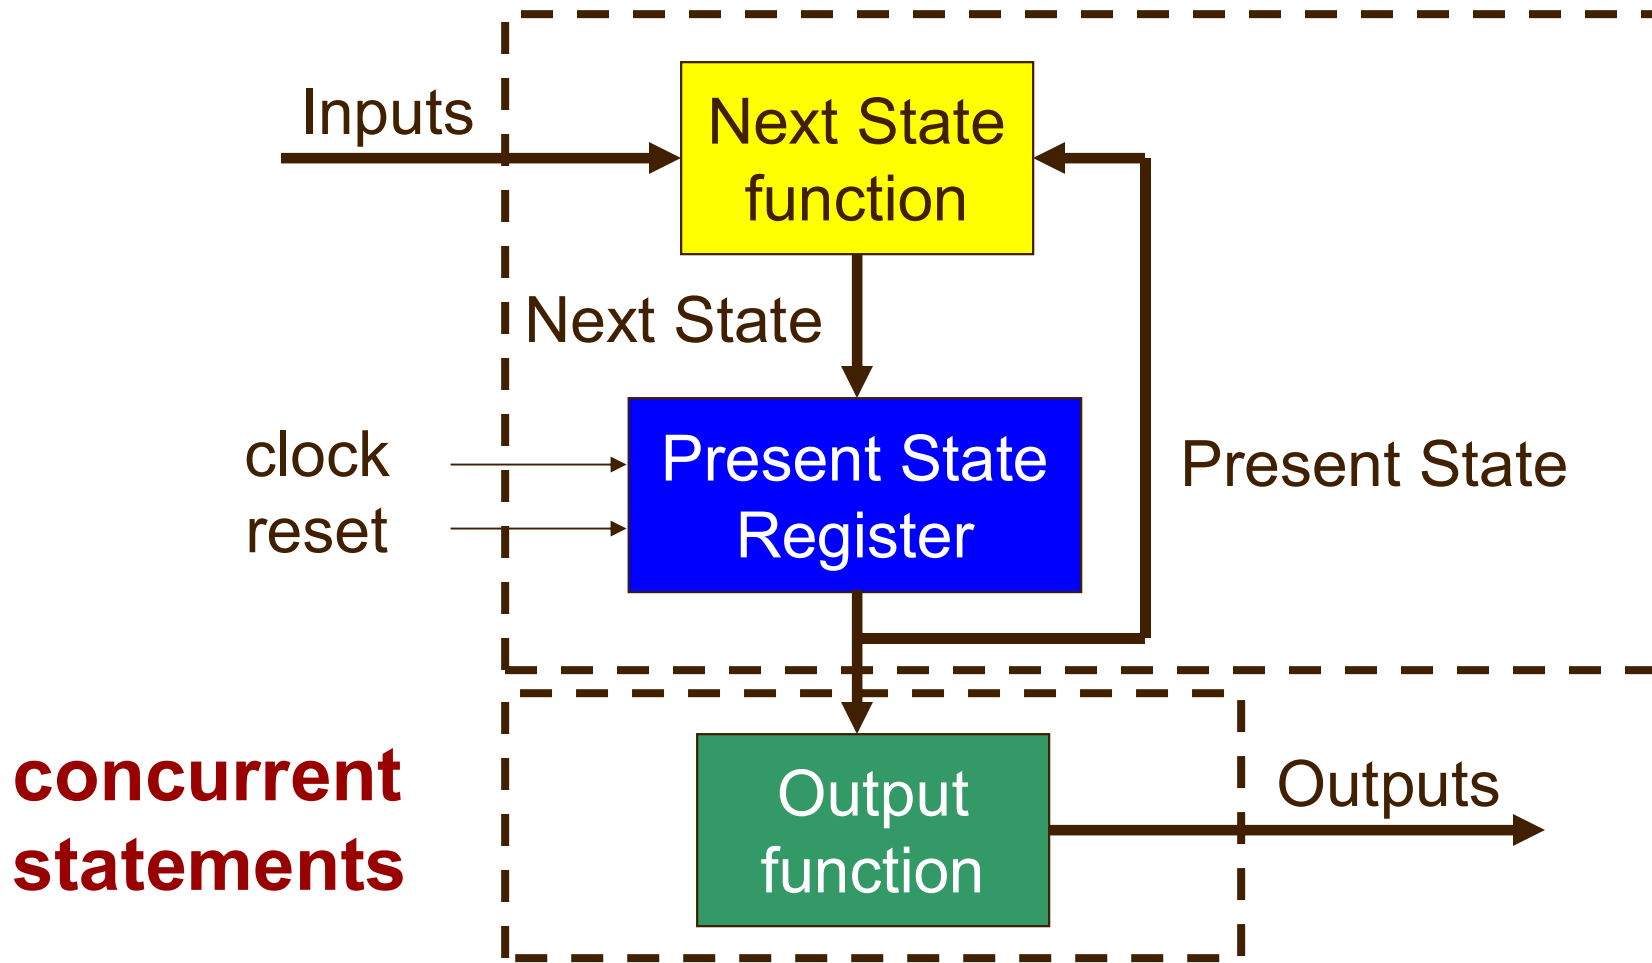 Inputs
Next State
function
Next State
clock
reset
Present State
Register
Present State
concurrent
statements
Output
function
Outputs